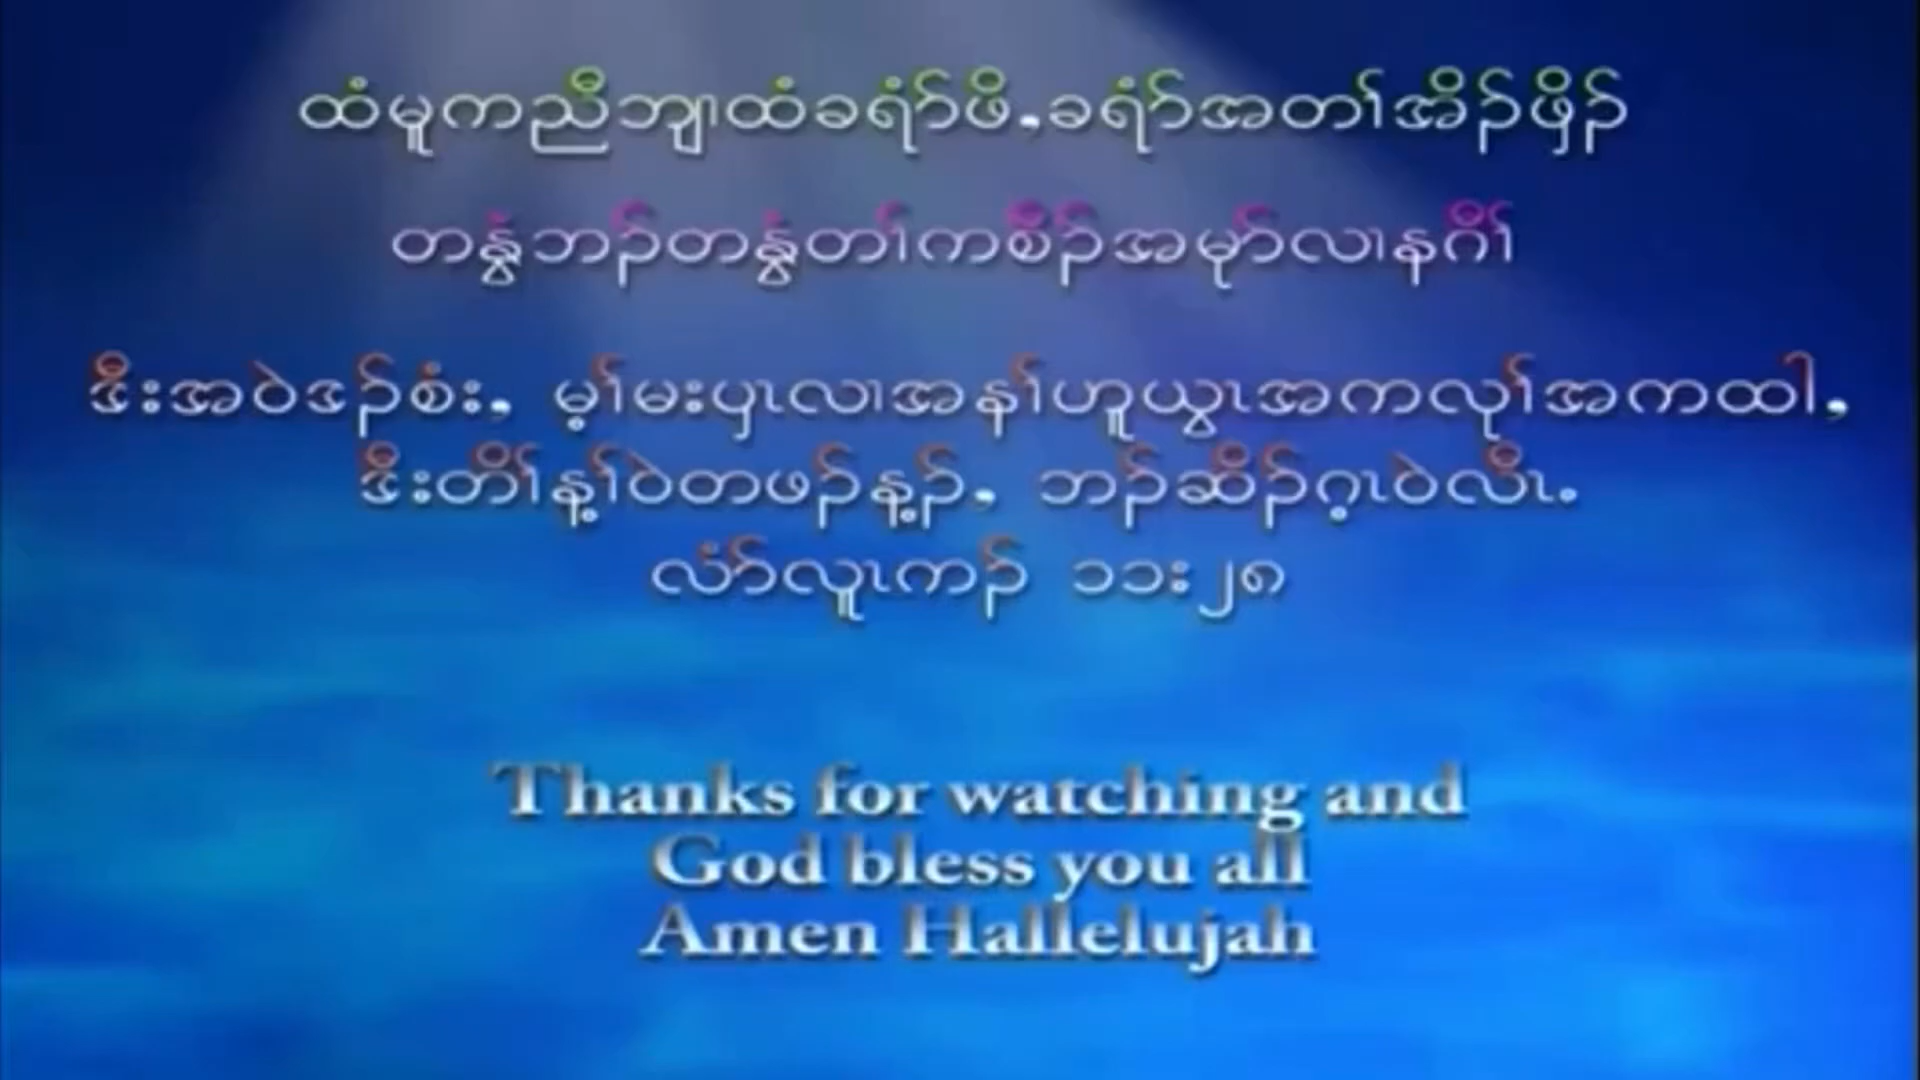 ထံမူကညီဘျၢထံခရံာ်ဖိ,ခရံာ်အတၢ်အိၣ်ဖှိၣ်
တနွဲဘၣ်တနွဲတၢ်ကစီၣ်အမုာ်လၢနဂီၢ်
ဒီးအဝဲဒၣ်စံး, မ့ၢ်မးပှၤလၢအနၢ်ဟူယွၤအကလုၢ်အကထါ,
ဒီးတိၢ်န့ၢ်ဝဲတဖၣ်န့ၣ်, ဘၣ်ဆိၣ်ဂ့ၤဝဲလီၤ.
လံာ်လူၤကၣ် ၁၁း၂၈
Thanks for watching and
God bless you all
Amen Hallelujah